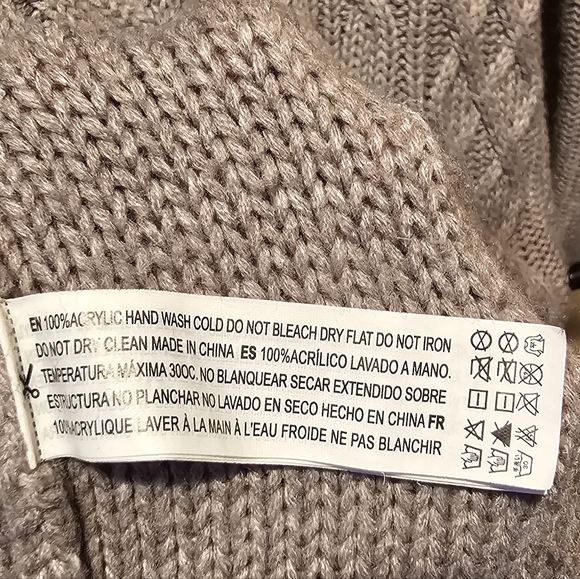 EN 100%ACRYLIC HAND WASH COLD DO NOT BLEACH DRY FLAT DO NOT IRON
DO NOT DRY CLEAN MADE IN CHINA ES 100%ACRÍLICO LAVADO A MANO.
TEMPERATURA MÁXIMA 30OC. NO BLANQUEAR SECAR EXTENDIDO SOBRE
ESTRUCTURA NO PLANCHAR NO LAVADO EN SECO HECHO EN CHINA FR
100%ACRYLIQUE LAVER À LA MAIN À L'EAU FROIDE NE PAS BLANCHIR